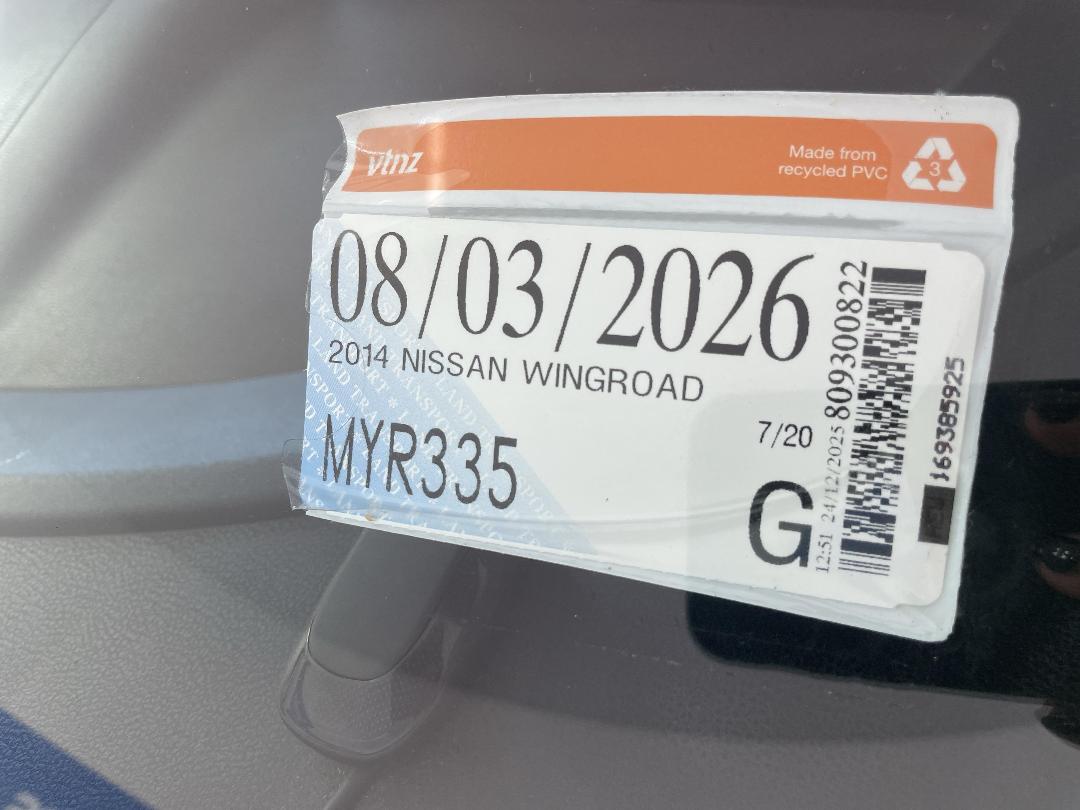 vtnz
Made from
recycled PVC
3
08/03/2026
2014 NISSAN WINGROAD
MYR335
7/20
G
12:51 24/12/2025 809300822
169385925